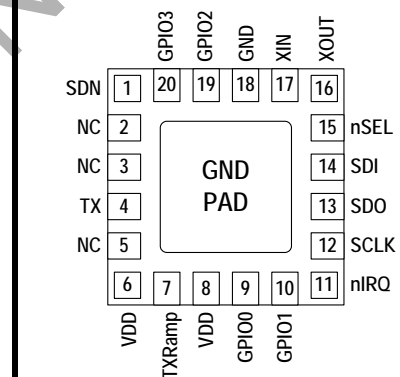 GPIO3 GPIO2 GND XIN XOUT
20 19 18 17 16
SDN 1
NC 2
NC 3
TX 4
NC 5
GND
PAD
15 nSEL
14 SDI
13 SDO
12 SCLK
11 nIRQ
6 7 8 9 10
VDD TXRamp VDD GPIO0 GPIO1